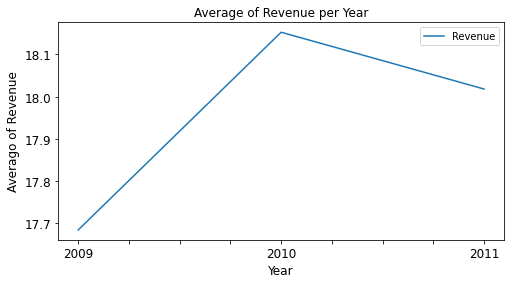 Average of Revenue per Year
Revenue
Averago of Revenue
18.1
18.0
17.9
17.8
17.7
2009 2010 2011
Year